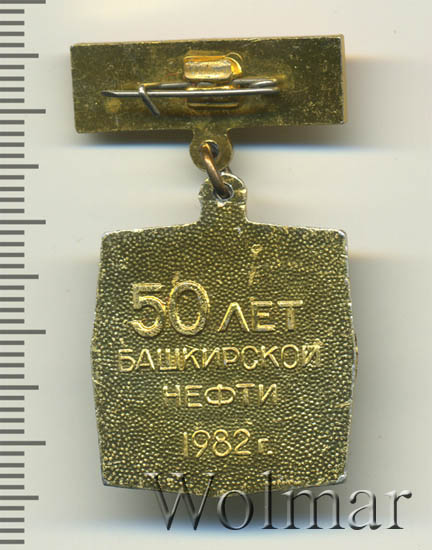 50 ЛЕТ
БАШКИРСКОЙ
НЕФТИ
1982 г.
Wolmar